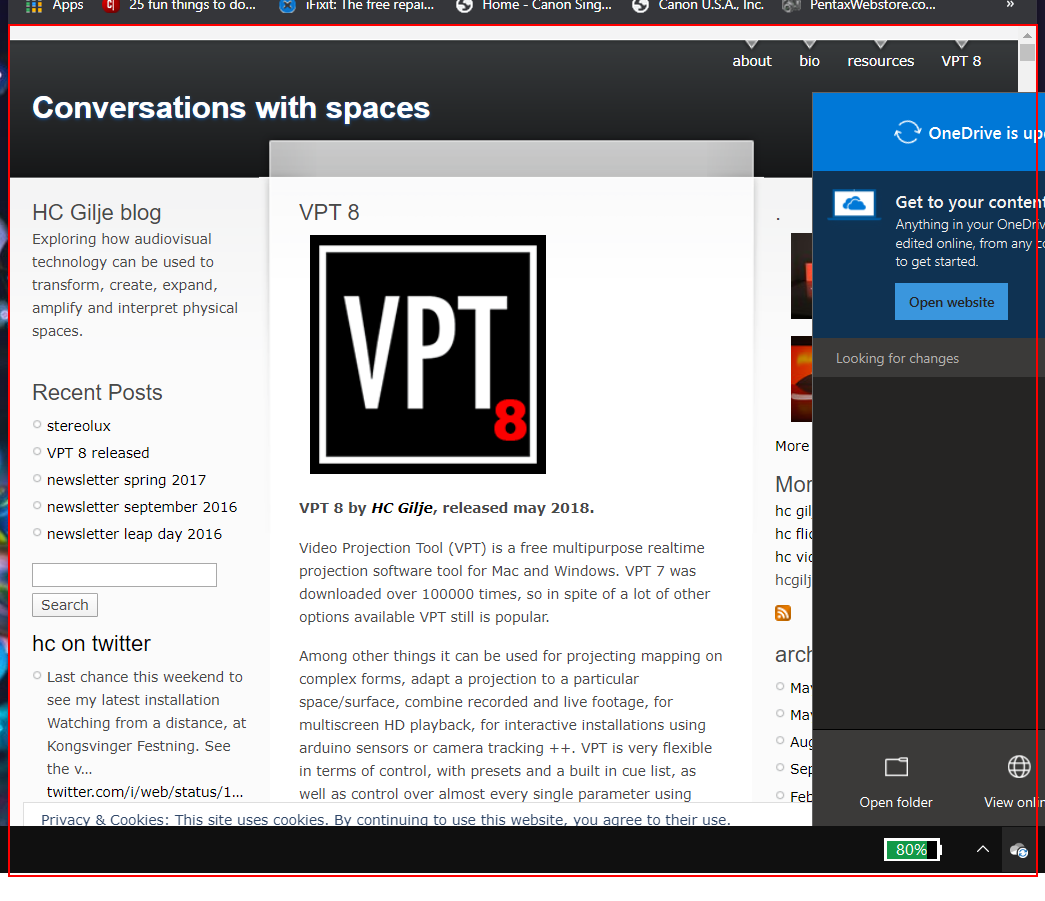 Apps
25 fun things to do...
iFixit: The free repai...
Home - Canon Sing...
Canon U.S.A., Inc.
PentaxWebstore.co...
»
about
bio
resources
VPT 8
Conversations with spaces
HC Gilje blog
Exploring how audiovisual
technology can be used to
transform, create, expand,
amplify and interpret physical
spaces.
Recent Posts
stereolux
VPT 8 released
newsletter spring 2017
newsletter september 2016
newsletter leap day 2016
Search
hc on twitter
Last chance this weekend to
see my latest installation
Watching from a distance, at
Kongsvinger Festning. See
the v...
twitter.com/i/web/status/1...
VPT 8
VPT
8
VPT 8 by HC Gilje, released may 2018.
Video Projection Tool (VPT) is a free multipurpose realtime
projection software tool for Mac and Windows. VPT 7 was
downloaded over 100000 times, so in spite of a lot of other
options available VPT still is popular.
Among other things it can be used for projecting mapping on
complex forms, adapt a projection to a particular
space/surface, combine recorded and live footage, for
multiscreen HD playback, for interactive installations using
arduino sensors or camera tracking ++. VPT is very flexible
in terms of control, with presets and a built in cue list, as
well as control over almost every single parameter using
.
More
Mor
hc gil
hc flic
hc vic
hcgilj
arch
May
May
Aug
Sep
Feb
Privacy & Cookies: This site uses cookies. By continuing to use this website, you agree to their use.
OneDrive is up
Get to your content
Anything in your OneDriv
edited online, from any co
to get started.
Open website
Looking for changes
Open folder
View onlin
80%